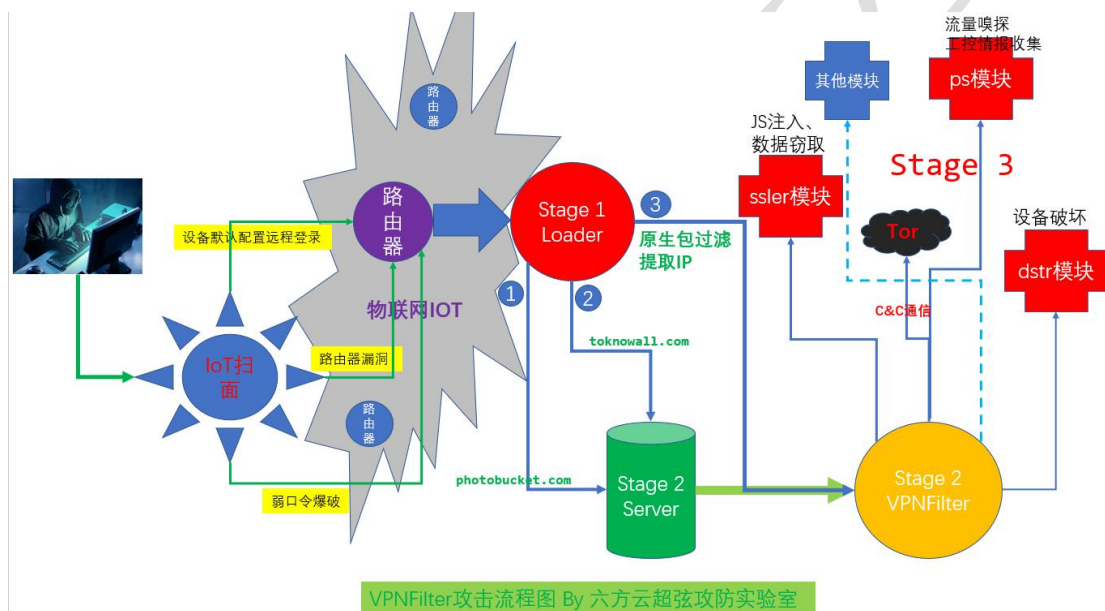 流量嗅探
工控情报收集
其他模块
ps模块
路
由
器
JS注入、
数据窃取
Stage 3
ssler模块
路
由
器
Stage 1
Loader
3
设备默认配置远程登录
原生包过滤
提取IP
Tor
设备破坏
dstr模块
1
2
物联网IOT
C&C通信
toknowall.com
IoT扫
面
路由器漏洞
路
由
器
photobucket.com
弱口令爆破
Stage 2
Server
Stage 2
VPNFilter
VPNFilter攻击流程图 By 六方云超弦攻防实验室